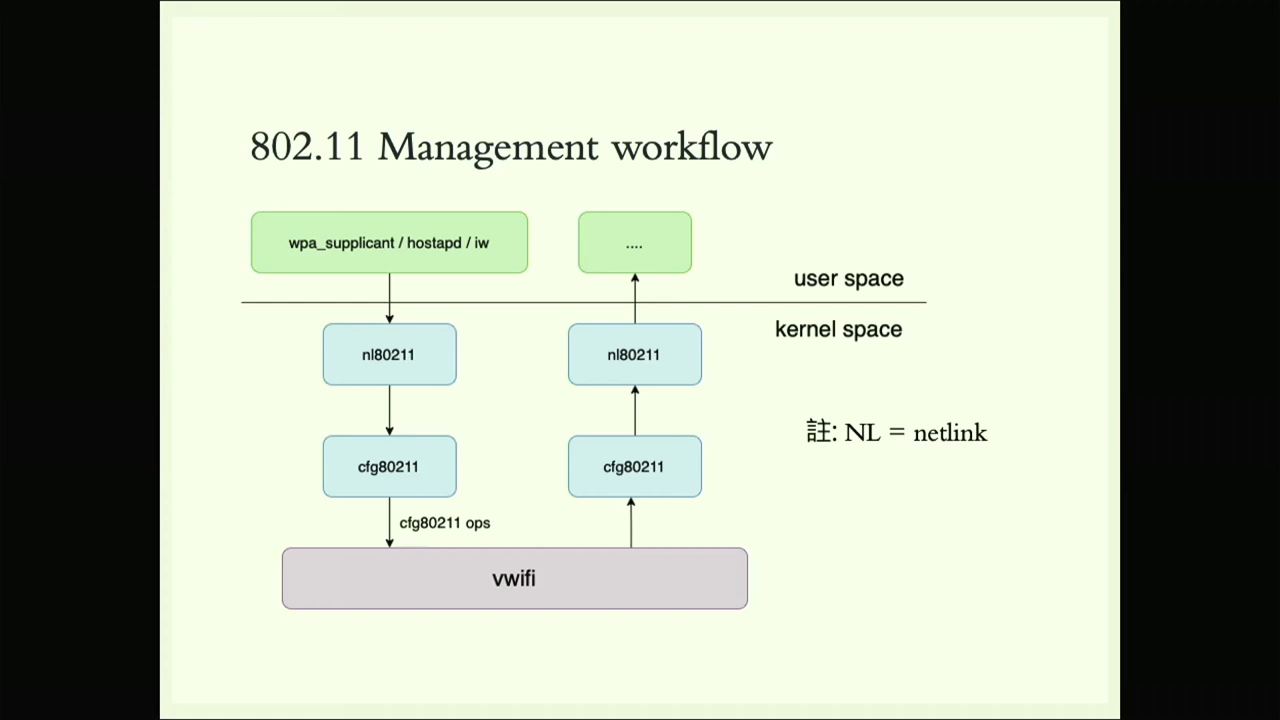 802.11 Management workflow
wpa_supplicant / hostapd / iw
....
user space
kernel space
nl80211
nl80211
註: NL = netlink
cfg80211
cfg80211
cfg80211 ops
vwifi